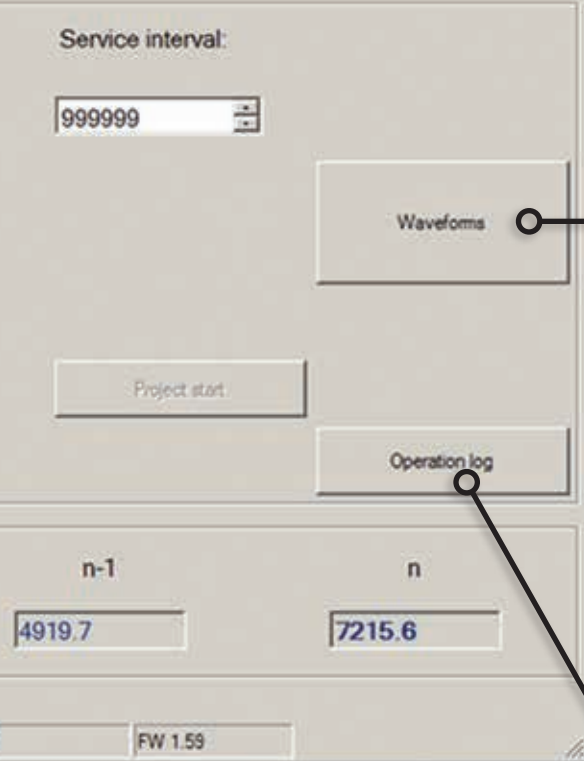 Service interval:
999999
Waveforms
Project start
Operation log
n-1 n
4919.7 7215.6
FW 1.59